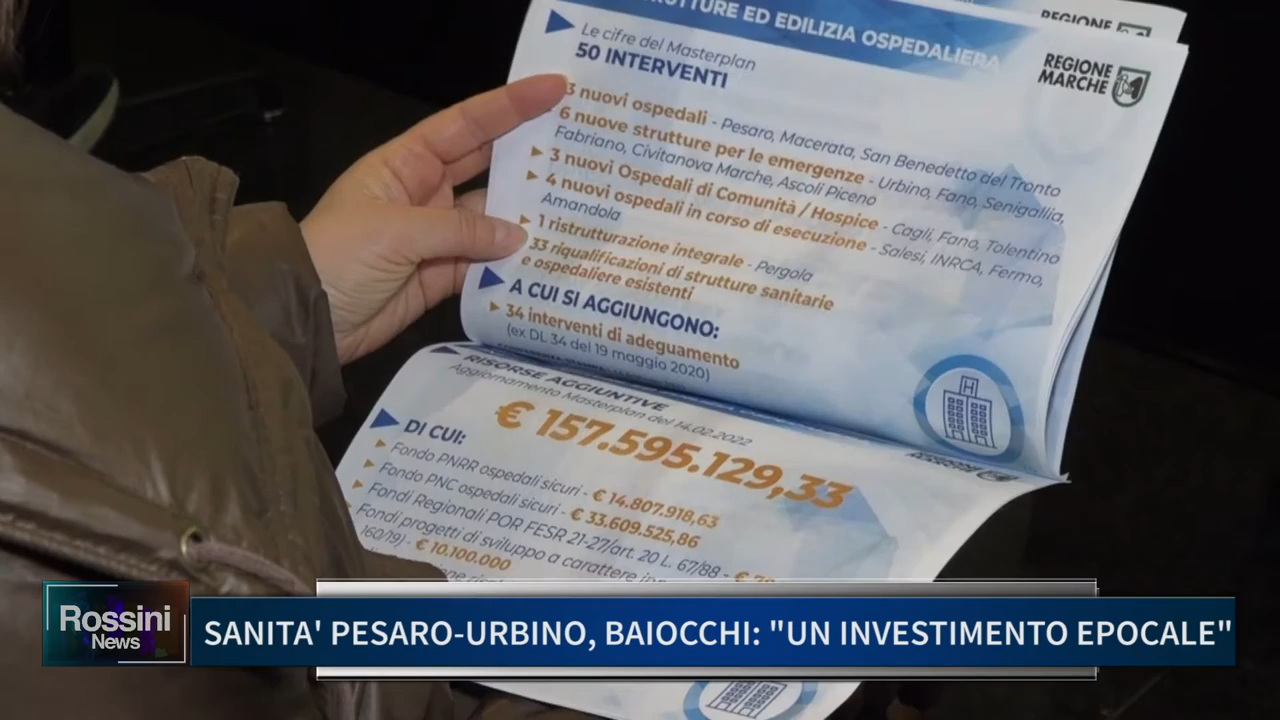 REGIONE
STRUTTURE ED EDILIZIA OSPEDALIERA
REGIONE
MARCHE
Le cifre del Masterplan
50 INTERVENTI
3 nuovi ospedali - Pesaro, Macerata, San Benedetto del Tronto
6 nuove strutture per le emergenze - Urbino, Fano, Senigallia,
Fabriano, Civitanova Marche, Ascoli Piceno
3 nuovi Ospedali di Comunità / Hospice - Cagli, Fano, Tolentino
4 nuovi ospedali in corso di esecuzione - Salesi, INRCA, Fermo,
Amandola
1 ristrutturazione integrale - Pergola
33 riqualificazioni di strutture sanitarie
e ospedaliere esistenti
A CUI SI AGGIUNGONO:
34 interventi di adeguamento
(ex DL 34 del 19 maggio 2020)
RISORSE AGGIUNTIVE
Aggiornamento Masterplan del 14.02.2022
€ 157.595.129,33
DI CUI:
Fondo PNRR ospedali sicuri - € 14.807.918,63
Fondo PNC ospedali sicuri - € 33.609.525,86
Fondi Regionali POR FESR 21-27/art. 20 L. 67/88 - €
Fondi progetti di sviluppo a carattere
160/19) - € 10.100.000
Rossini
News
SANITA' PESARO-URBINO, BAIOCCHI: "UN INVESTIMENTO EPOCALE"